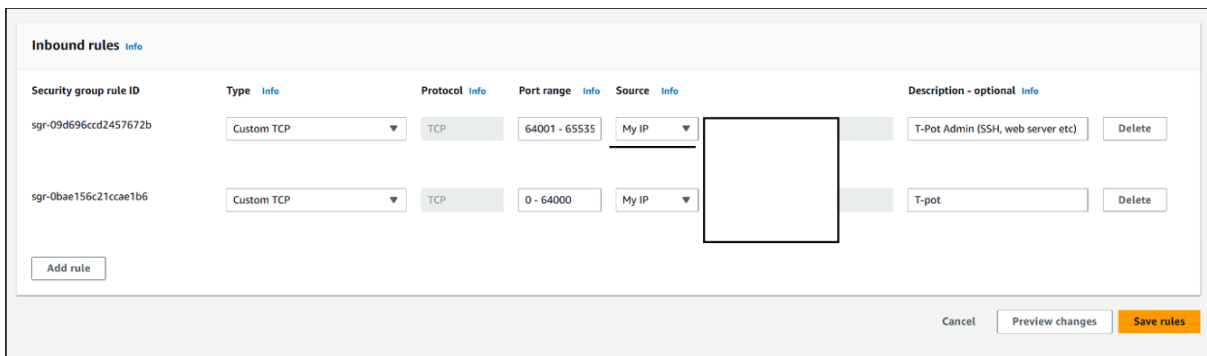 Inbound rules Info
Security group rule ID Type Info Protocol Info Port range Info Source Info Description - optional Info
sgr-09d696ccd2457672b Custom TCP TCP 64001 - 65535 My IP T-Pot Admin (SSH, web server etc) Delete
sgr-0bae156c21ccae1b6 Custom TCP TCP 0 - 64000 My IP T-pot Delete
Add rule
Cancel Preview changes Save rules